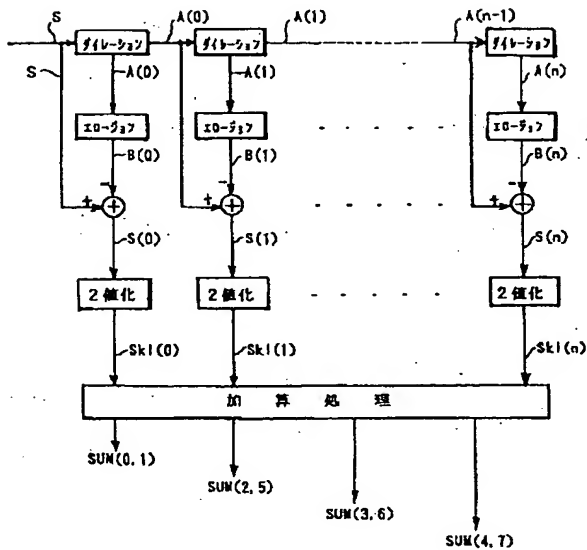 S
A(0)
A(1)
A(n-1)
ダイレーション
ダイレーション
ダイレーション
S
A(0)
A(1)
A(n)
エロージョン
エロージョン
エロージョン
B(0)
B(1)
B(n)
+
-
+
-
+
-
S(0)
S(1)
S(n)
2値化
2値化
2値化
Skl(0)
Skl(1)
Skl(n)
加算処理
SUM(0,1)
SUM(2,5)
SUM(3,6)
SUM(4,7)